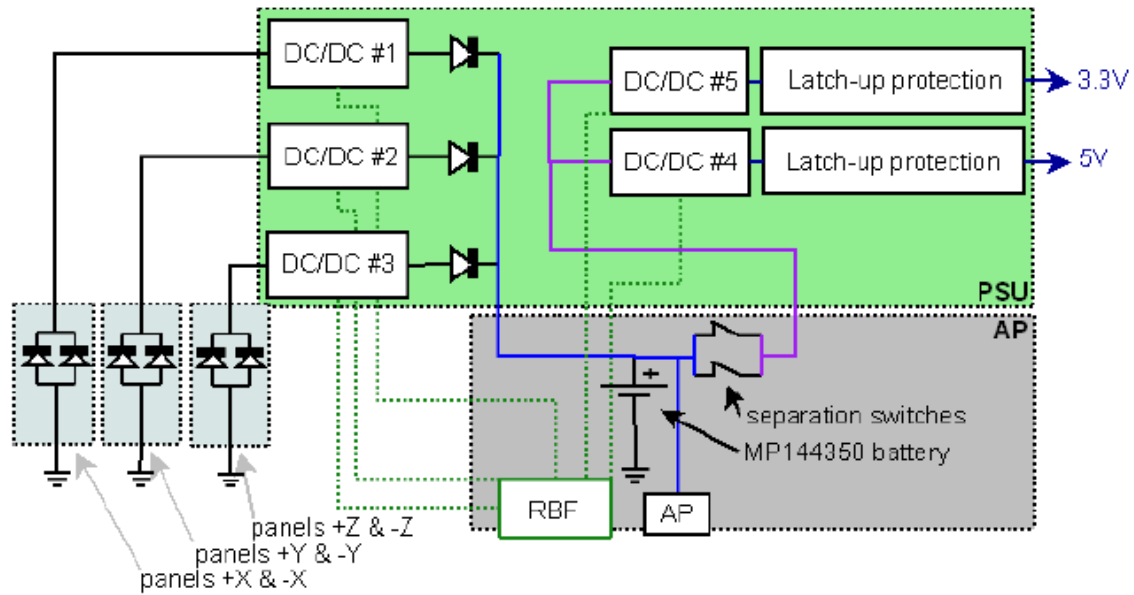 DC/DC #1
DC/DC #5
Latch-up protection
3.3V
DC/DC #2
DC/DC #4
Latch-up protection
5V
DC/DC #3
PSU
AP
+
separation switches
MP144350 battery
RBF
AP
panels +Z & -Z
panels +Y & -Y
panels +X & -X